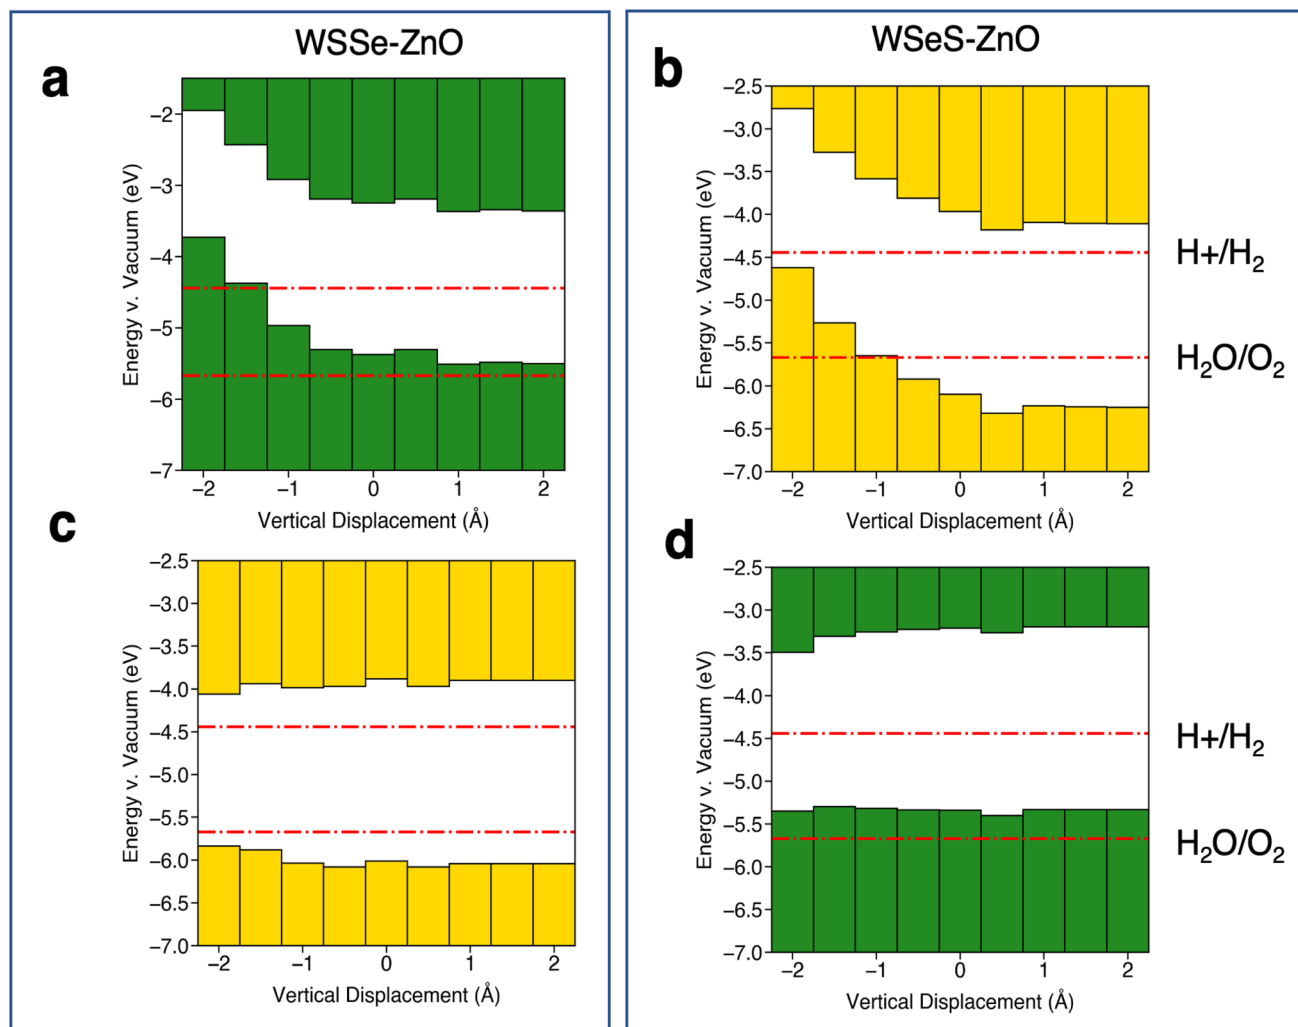 WSSe-ZnO
a
−2
−3
−4
−5
−6
−7
Energy v. Vacuum (eV)
−2 −1 0 1 2
Vertical Displacement (Å)
WSeS-ZnO
b
−2.5
−3.0
−3.5
−4.0
−4.5
−5.0
−5.5
−6.0
−6.5
−7.0
Energy v. Vacuum (eV)
−2 −1 0 1 2
Vertical Displacement (Å)
H+/H₂
H₂O/O₂
c
−2.5
−3.0
−3.5
−4.0
−4.5
−5.0
−5.5
−6.0
−6.5
−7.0
Energy v. Vacuum (eV)
−2 −1 0 1 2
Vertical Displacement (Å)
d
−2.5
−3.0
−3.5
−4.0
−4.5
−5.0
−5.5
−6.0
−6.5
−7.0
Energy v. Vacuum (eV)
−2 −1 0 1 2
Vertical Displacement (Å)
H+/H₂
H₂O/O₂